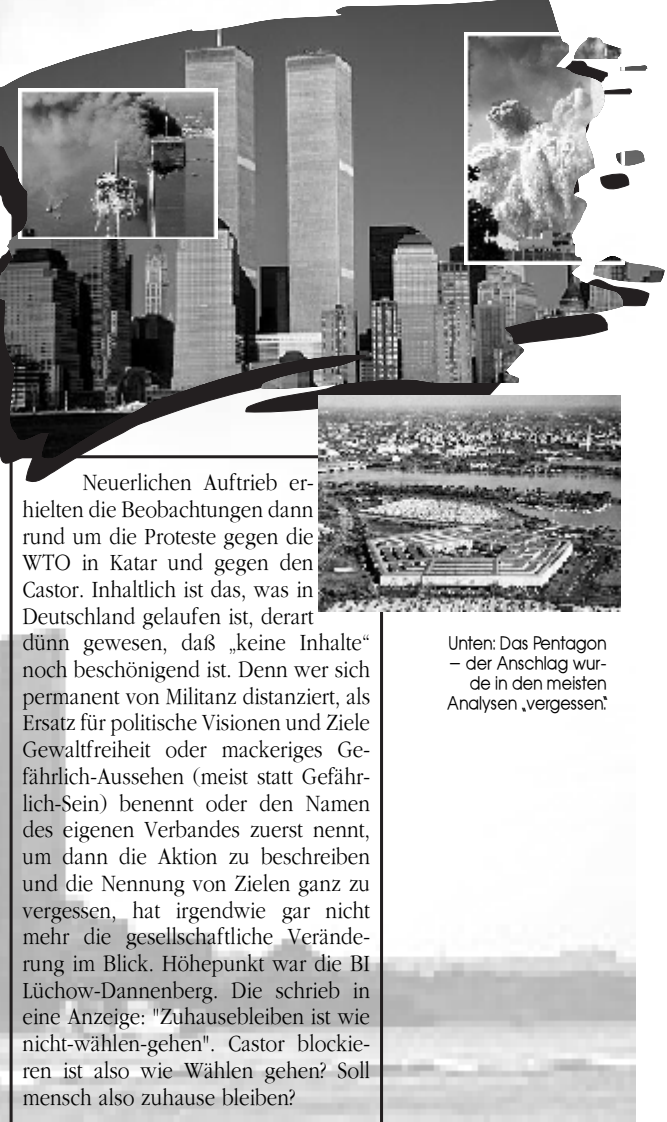 Neuerlichen Auftrieb er-
hielten die Beobachtungen dann
rund um die Proteste gegen die
WTO in Katar und gegen den
Castor. Inhaltlich ist das, was in
Deutschland gelaufen ist, derart
dünn gewesen, daß „keine Inhalte“
noch beschönigend ist. Denn wer sich
permanent von Militanz distanziert, als
Ersatz für politische Visionen und Ziele
Gewaltfreiheit oder mackeriges Ge-
fährlich-Aussehen (meist statt Gefähr-
lich-Sein) benennt oder den Namen
des eigenen Verbandes zuerst nennt,
um dann die Aktion zu beschreiben
und die Nennung von Zielen ganz zu
vergessen, hat irgendwie gar nicht
mehr die gesellschaftliche Verände-
rung im Blick. Höhepunkt war die BI
Lüchow-Dannenberg. Die schrieb in
eine Anzeige: "Zuhausebleiben ist wie
nicht-wählen-gehen". Castor blockie-
ren ist also wie Wählen gehen? Soll
mensch also zuhause bleiben?
Unten: Das Pentagon
– der Anschlag wur-
de in den meisten
Analysen „vergessen“.